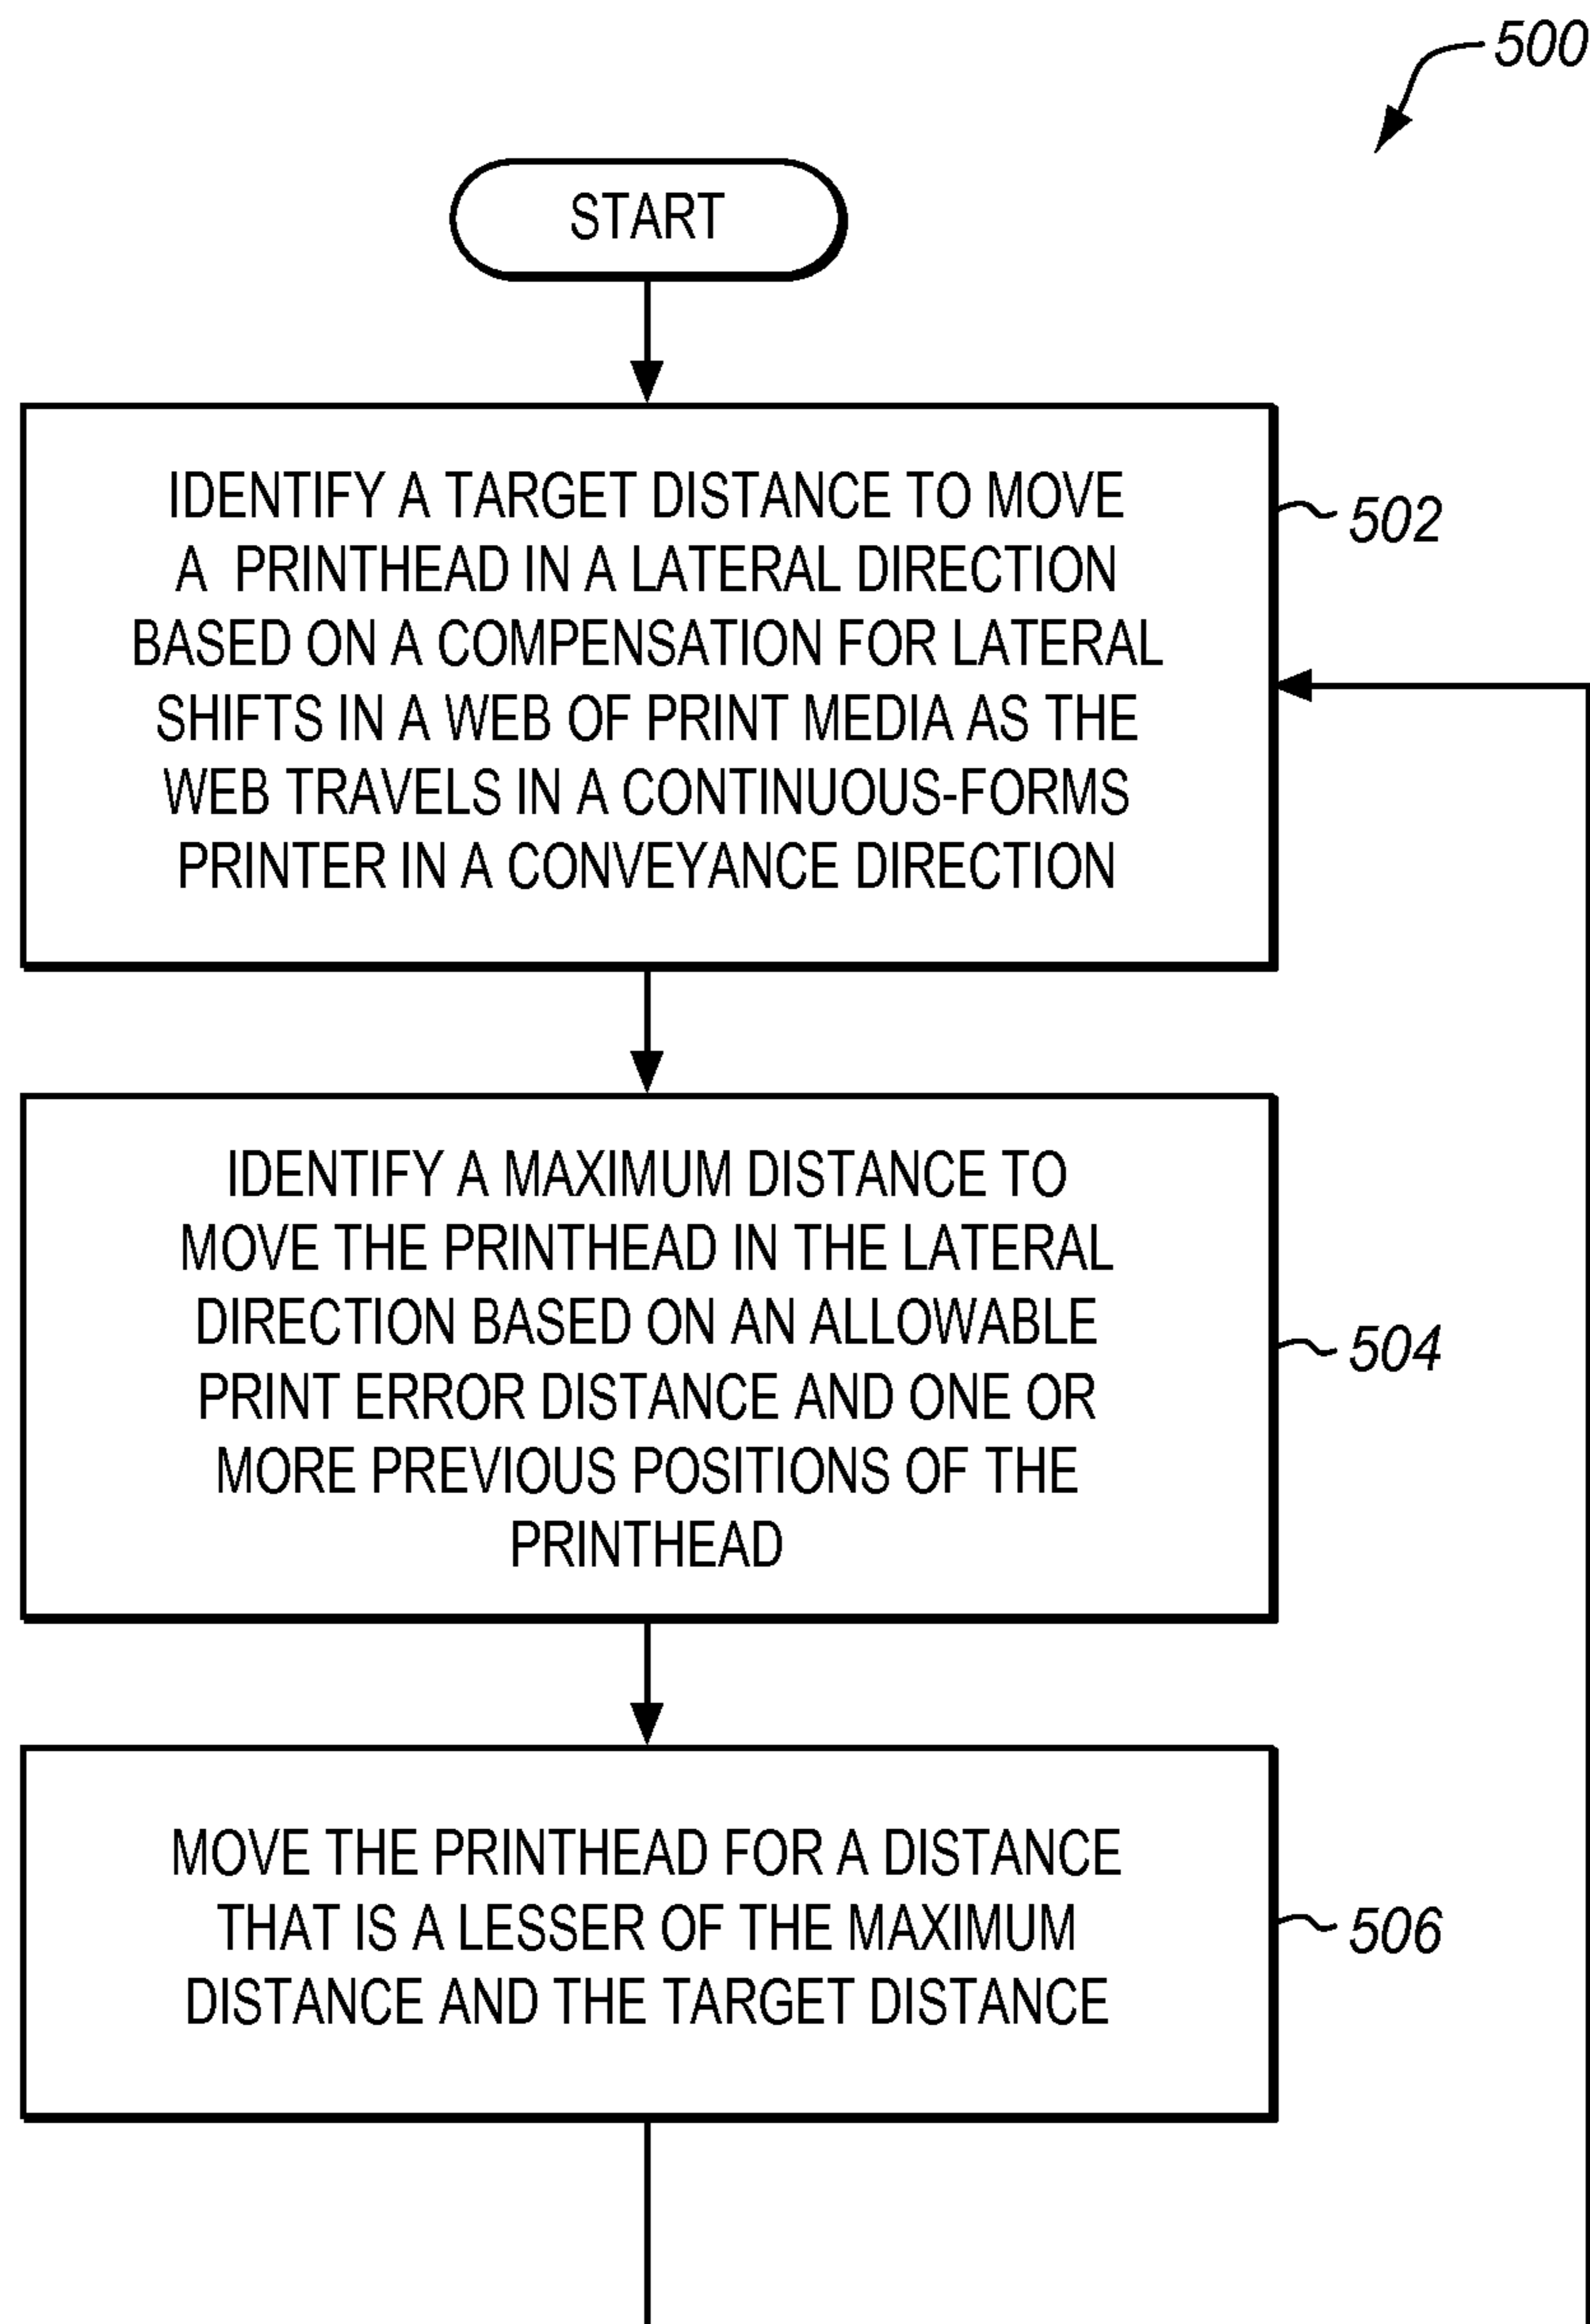 500
START
IDENTIFY A TARGET DISTANCE TO MOVE
A PRINTHEAD IN A LATERAL DIRECTION
BASED ON A COMPENSATION FOR LATERAL
SHIFTS IN A WEB OF PRINT MEDIA AS THE
WEB TRAVELS IN A CONTINUOUS-FORMS
PRINTER IN A CONVEYANCE DIRECTION
502
IDENTIFY A MAXIMUM DISTANCE TO
MOVE THE PRINTHEAD IN THE LATERAL
DIRECTION BASED ON AN ALLOWABLE
PRINT ERROR DISTANCE AND ONE OR
MORE PREVIOUS POSITIONS OF THE
PRINTHEAD
504
MOVE THE PRINTHEAD FOR A DISTANCE
THAT IS A LESSER OF THE MAXIMUM
DISTANCE AND THE TARGET DISTANCE
506